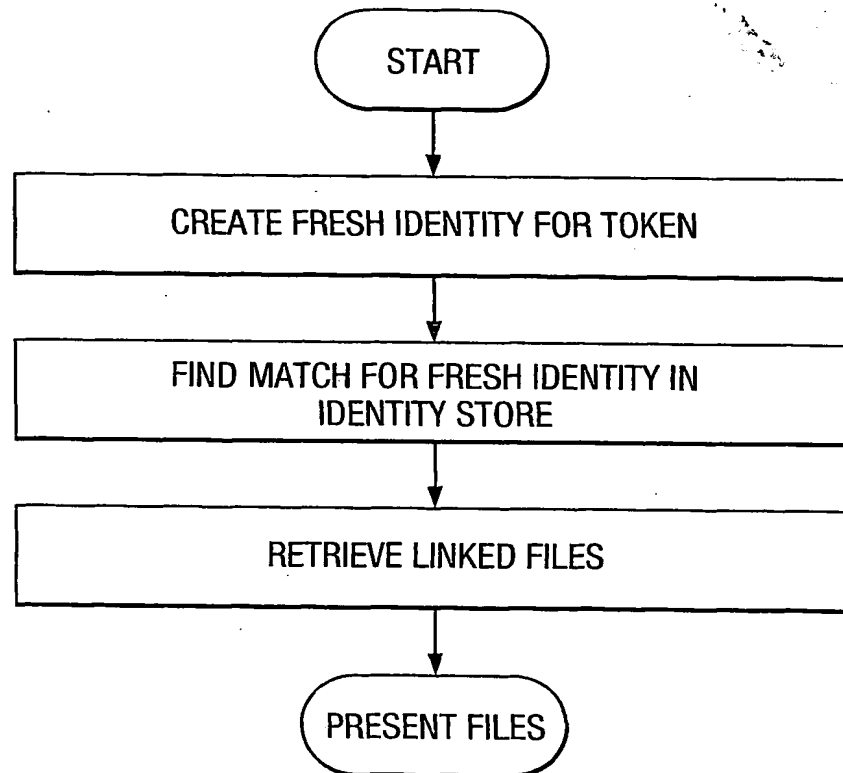 START
CREATE FRESH IDENTITY FOR TOKEN
FIND MATCH FOR FRESH IDENTITY IN
IDENTITY STORE
RETRIEVE LINKED FILES
PRESENT FILES